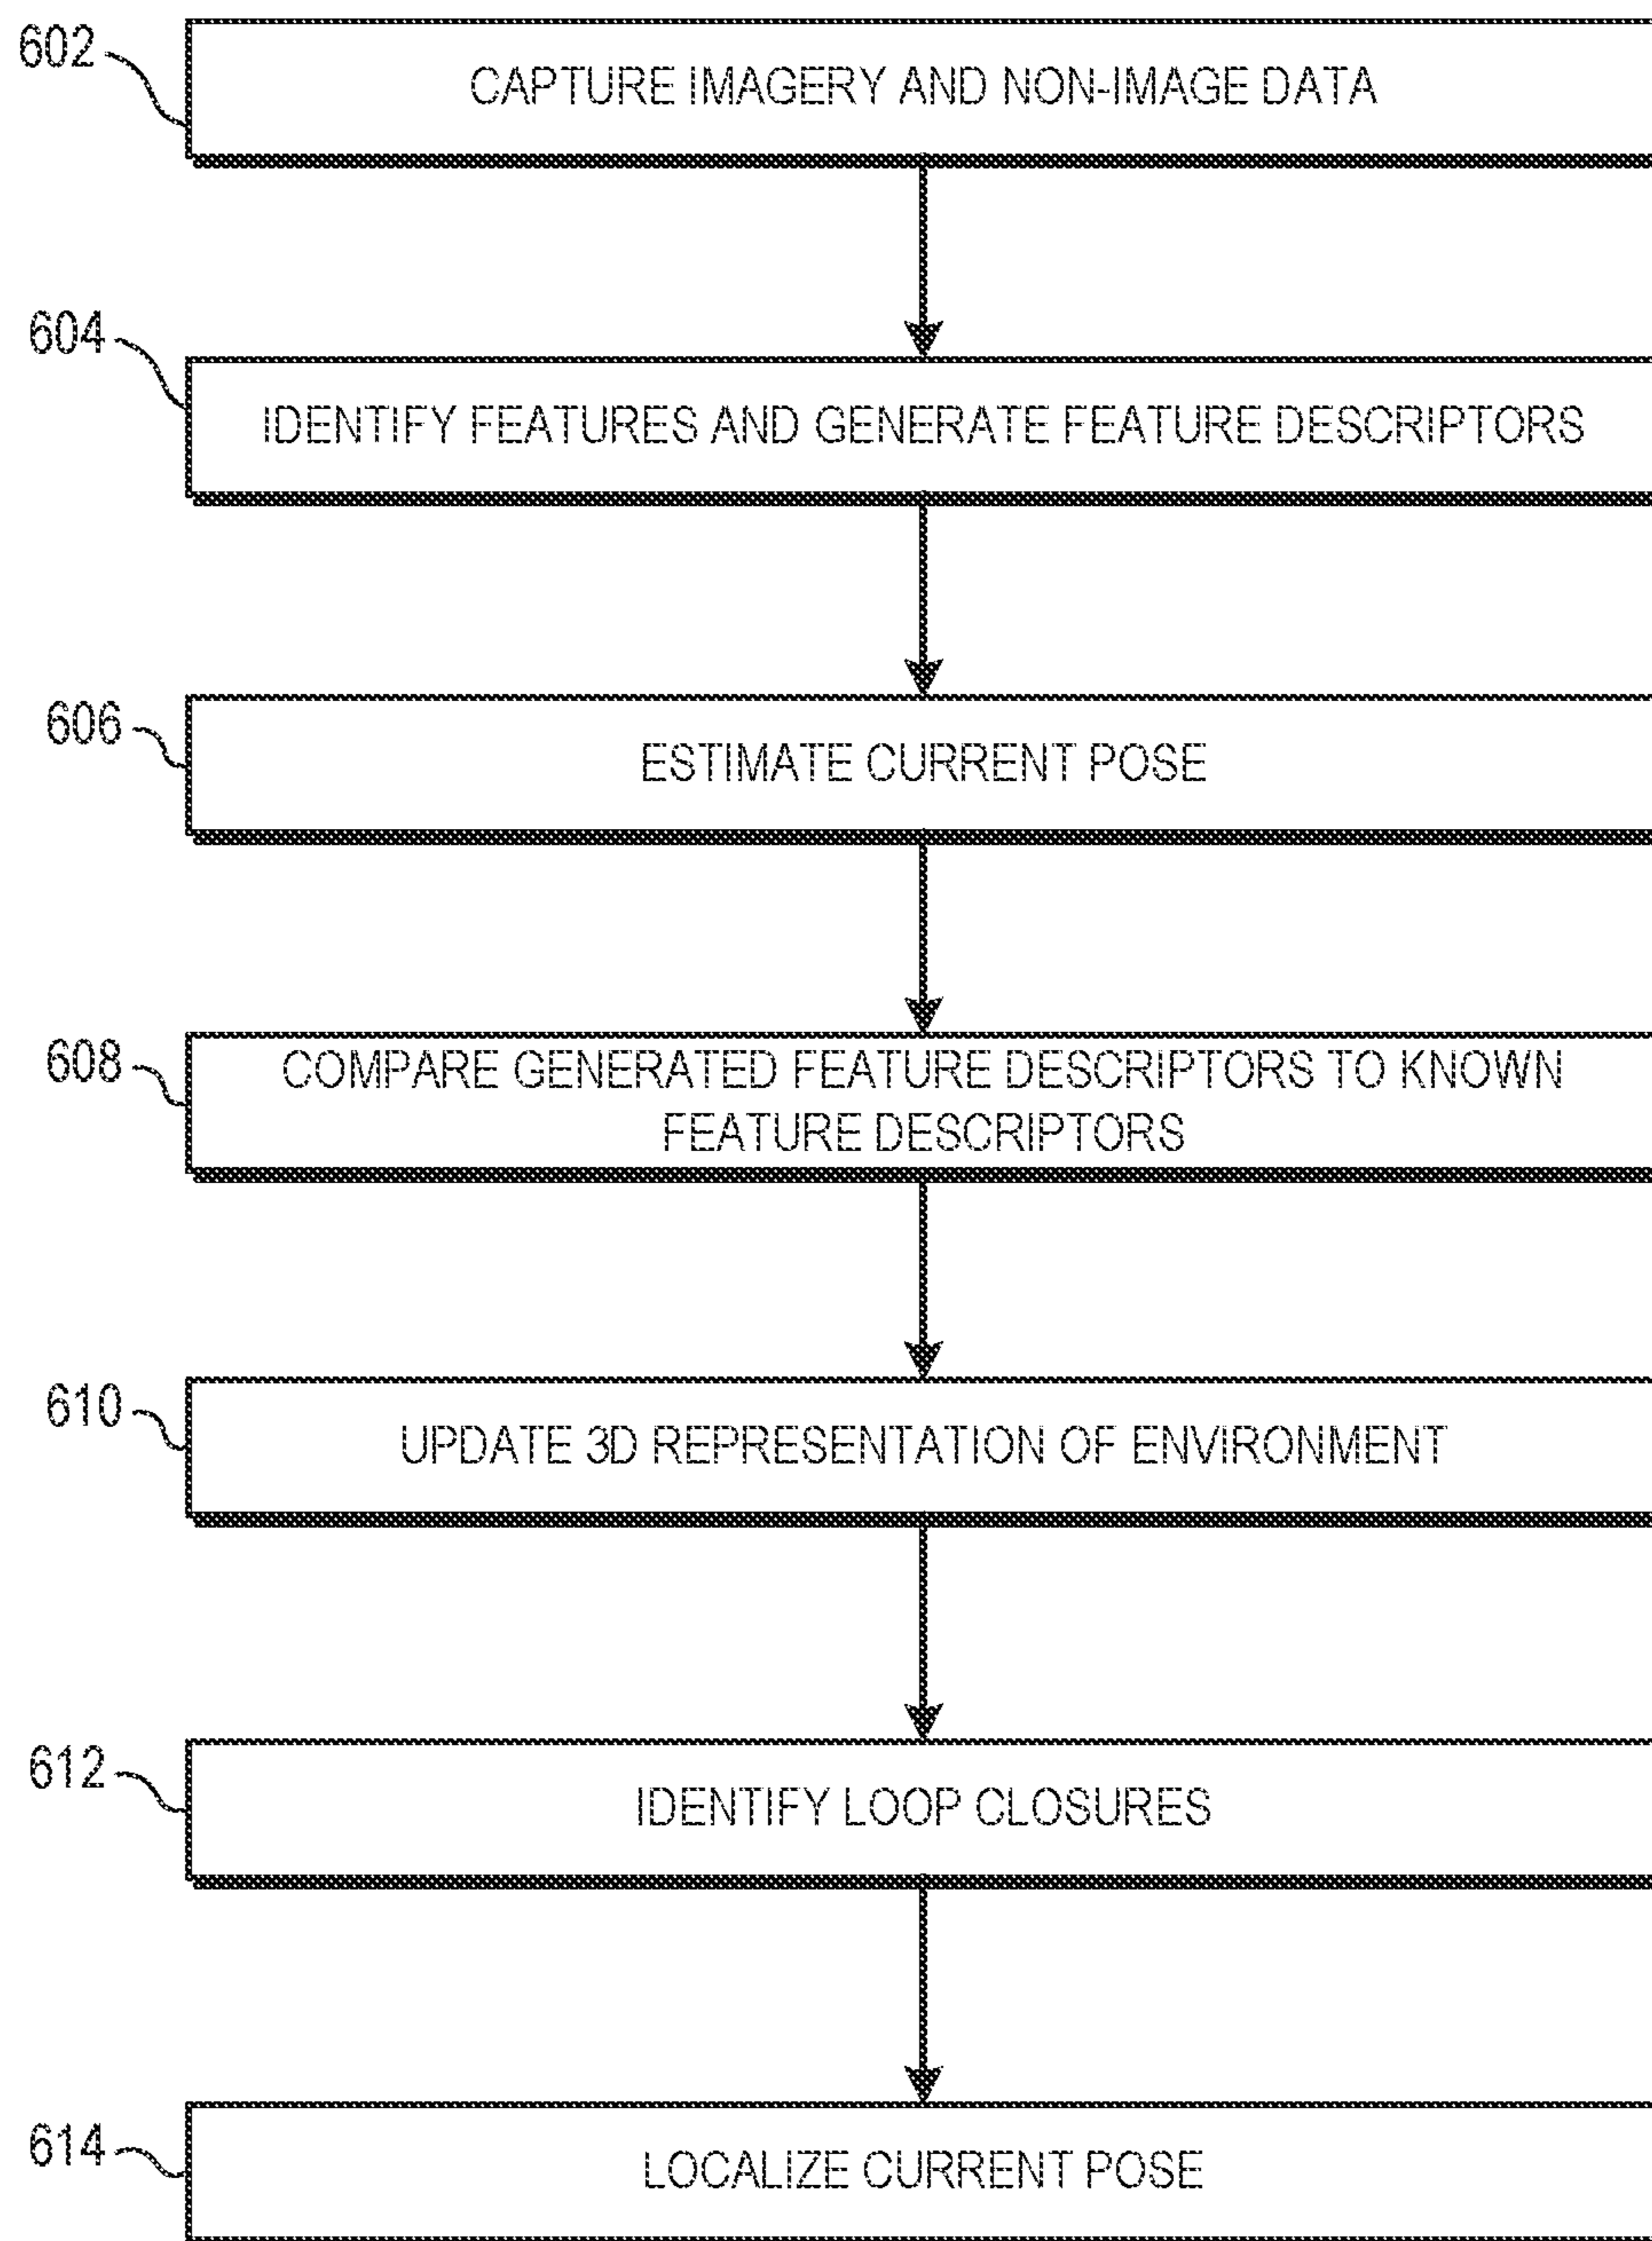 602
CAPTURE IMAGERY AND NON-IMAGE DATA
604
IDENTIFY FEATURES AND GENERATE FEATURE DESCRIPTORS
606
ESTIMATE CURRENT POSE
608
COMPARE GENERATED FEATURE DESCRIPTORS TO KNOWN
FEATURE DESCRIPTORS
610
UPDATE 3D REPRESENTATION OF ENVIRONMENT
612
IDENTIFY LOOP CLOSURES
614
LOCALIZE CURRENT POSE